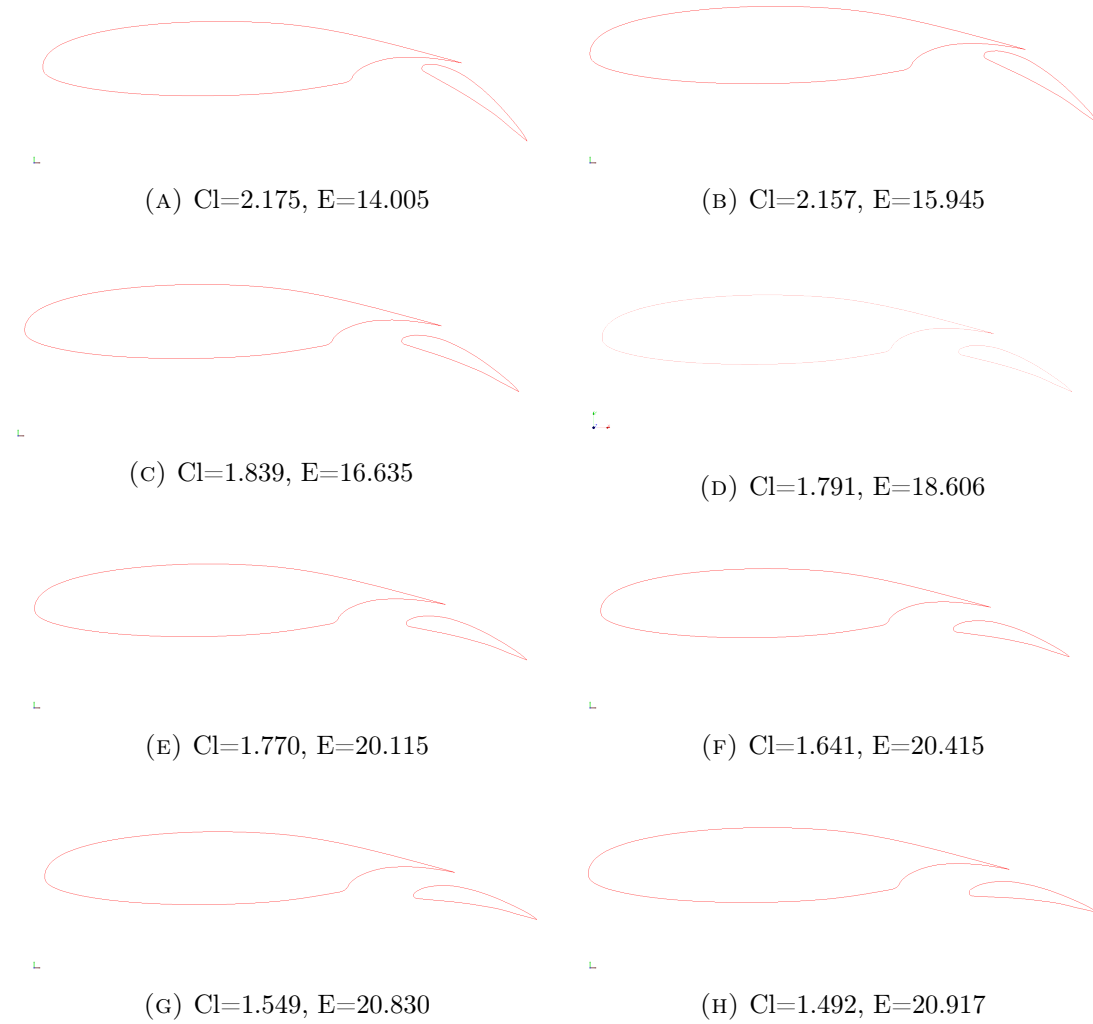 (A) Cl=2.175, E=14.005
(B) Cl=2.157, E=15.945
(C) Cl=1.839, E=16.635
(D) Cl=1.791, E=18.606
(E) Cl=1.770, E=20.115
(F) Cl=1.641, E=20.415
(G) Cl=1.549, E=20.830
(H) Cl=1.492, E=20.917